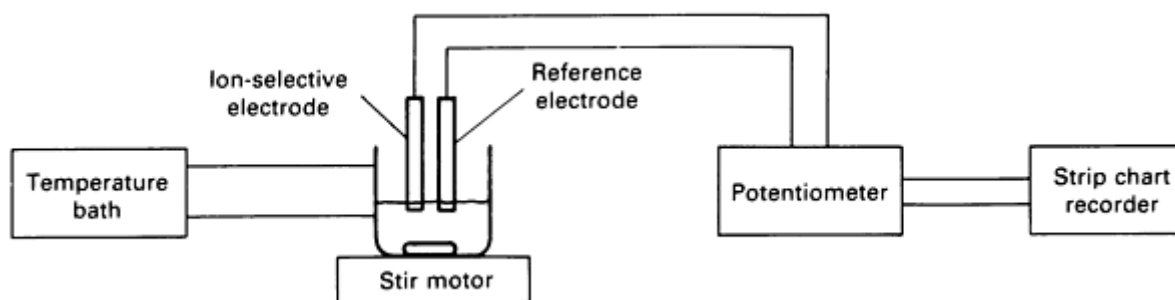 Ion-selective
electrode
Reference
electrode
Temperature
bath
Potentiometer
Strip chart
recorder
Stir motor